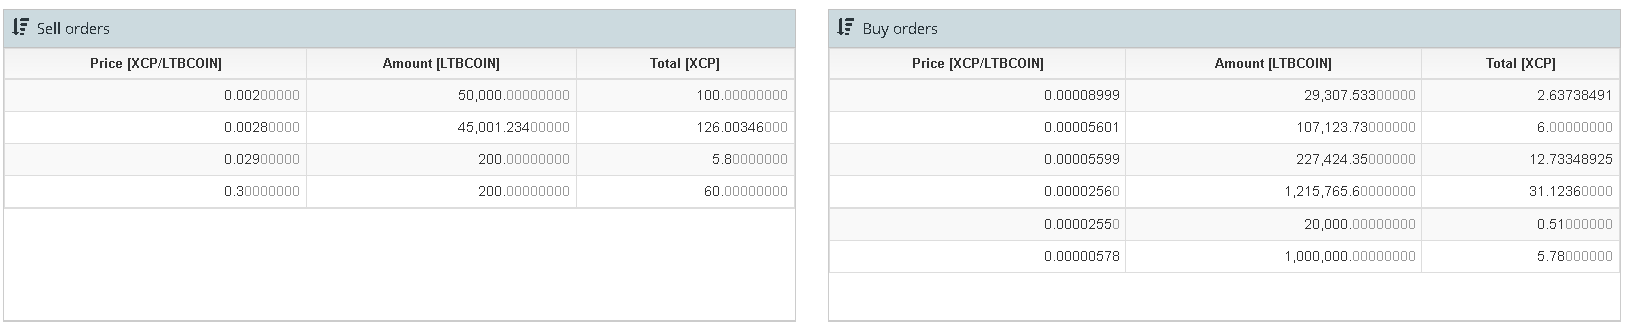 Sell orders
Price [XCP/LTBCOIN] Amount [LTBCOIN] Total [XCP]
0.00200000 50,000.00000000 100.00000000
0.00280000 45,001.23400000 126.00346000
0.02900000 200.00000000 5.80000000
0.30000000 200.00000000 60.00000000
Buy orders
Price [XCP/LTBCOIN] Amount [LTBCOIN] Total [XCP]
0.00008999 29,307.53300000 2.63738491
0.00005601 107,123.73000000 6.00000000
0.00005599 227,424.35000000 12.73348925
0.00002560 1,215,765.60000000 31.12360000
0.00002550 20,000.00000000 0.51000000
0.00000578 1,000,000.00000000 5.78000000